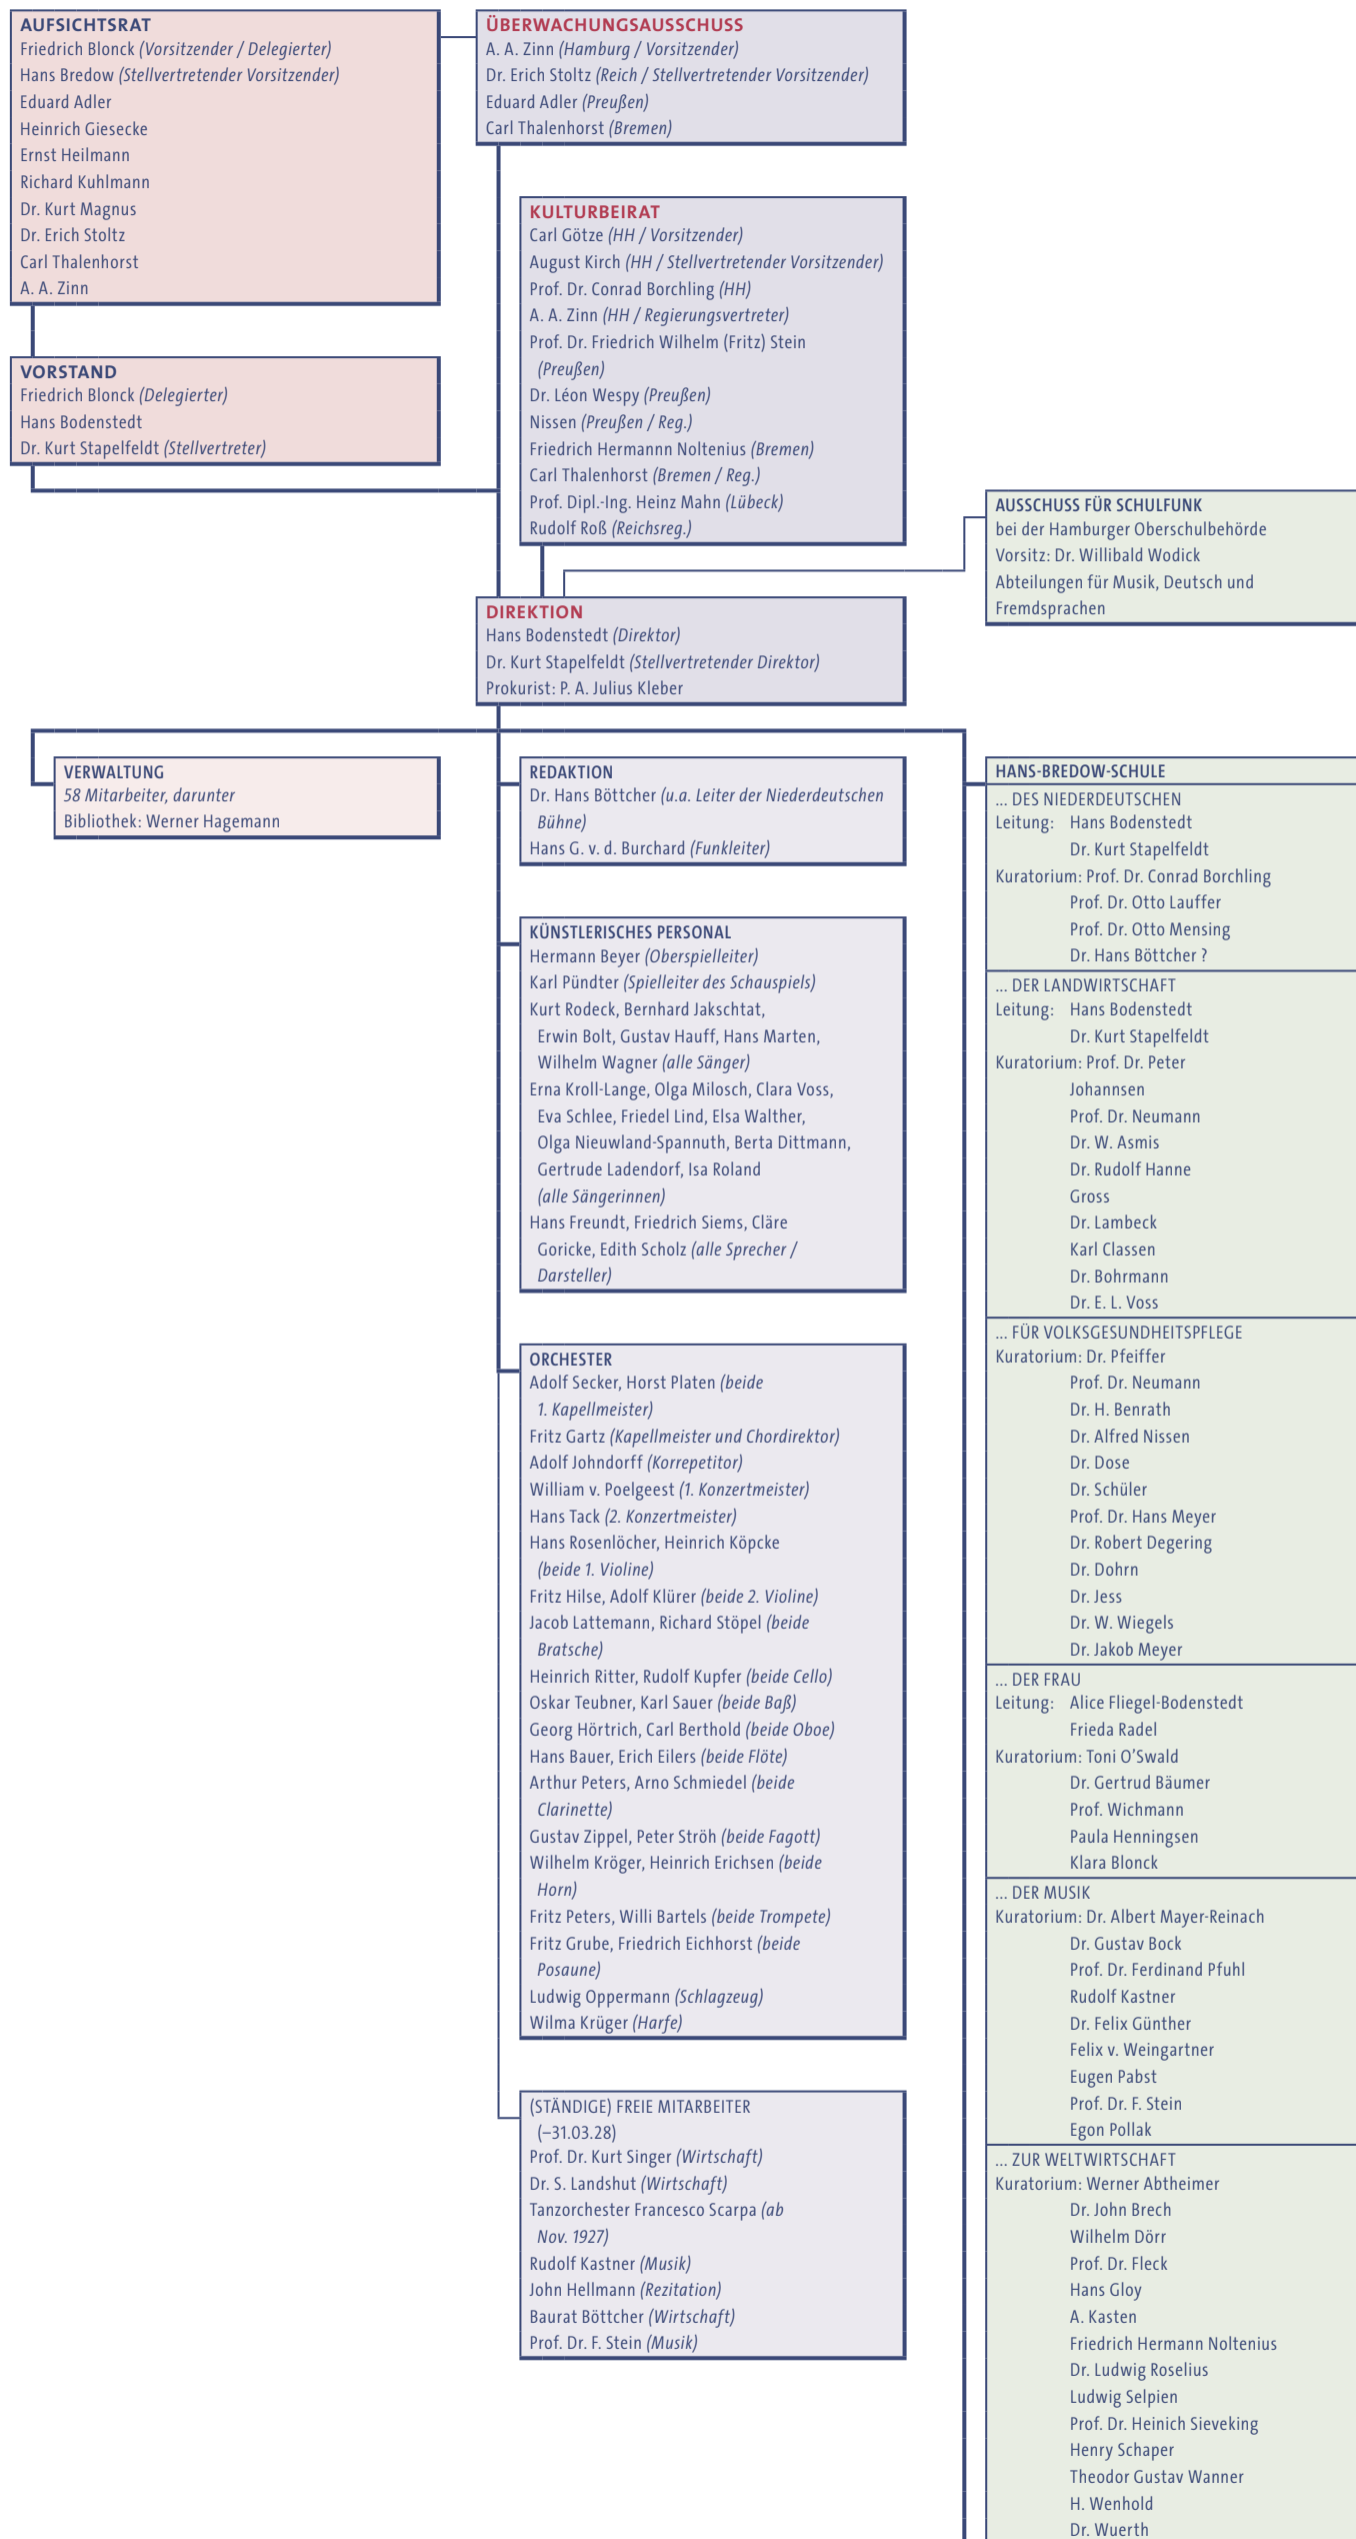 AUFSICHTSRAT
Friedrich Blonck (Vorsitzender / Delegierter)
Hans Bredow (Stellvertretender Vorsitzender)
Eduard Adler
Heinrich Giesecke
Ernst Heilmann
Richard Kuhlmann
Dr. Kurt Magnus
Dr. Erich Stoltz
Carl Thalenhorst
A. A. Zinn
VORSTAND
Friedrich Blonck (Delegierter)
Hans Bodenstedt
Dr. Kurt Stapelfeldt (Stellvertreter)
ÜBERWACHUNGSAUSSCHUSS
A. A. Zinn (Hamburg / Vorsitzender)
Dr. Erich Stoltz (Reich / Stellvertretender Vorsitzender)
Eduard Adler (Preußen)
Carl Thalenhorst (Bremen)
KULTURBEIRAT
Carl Götze (HH / Vorsitzender)
August Kirch (HH / Stellvertretender Vorsitzender)
Prof. Dr. Conrad Borchling (HH)
A. A. Zinn (HH / Regierungsvertreter)
Prof. Dr. Friedrich Wilhelm (Fritz) Stein
(Preußen)
Dr. Léon Wespy (Preußen)
Nissen (Preußen / Reg.)
Friedrich Hermannn Noltenius (Bremen)
Carl Thalenhorst (Bremen / Reg.)
Prof. Dipl.-Ing. Heinz Mahn (Lübeck)
Rudolf Roß (Reichsreg.)
AUSSCHUSS FÜR SCHULFUNK
bei der Hamburger Oberschulbehörde
Vorsitz: Dr. Willibald Wodick
Abteilungen für Musik, Deutsch und
Fremdsprachen
DIREKTION
Hans Bodenstedt (Direktor)
Dr. Kurt Stapelfeldt (Stellvertretender Direktor)
Prokurist: P. A. Julius Kleber
VERWALTUNG
58 Mitarbeiter, darunter
Bibliothek: Werner Hagemann
REDAKTION
Dr. Hans Böttcher (u.a. Leiter der Niederdeutschen
Bühne)
Hans G. v. d. Burchard (Funkleiter)
KÜNSTLERISCHES PERSONAL
Hermann Beyer (Oberspielleiter)
Karl Pündter (Spielleiter des Schauspiels)
Kurt Rodeck, Bernhard Jakschtat,
Erwin Bolt, Gustav Hauff, Hans Marten,
Wilhelm Wagner (alle Sänger)
Erna Kroll-Lange, Olga Milosch, Clara Voss,
Eva Schlee, Friedel Lind, Elsa Walther,
Olga Nieuwland-Spannuth, Berta Dittmann,
Gertrude Ladendorf, Isa Roland
(alle Sängerinnen)
Hans Freundt, Friedrich Siems, Cläre
Goricke, Edith Scholz (alle Sprecher /
Darsteller)
ORCHESTER
Adolf Secker, Horst Platen (beide
1. Kapellmeister)
Fritz Gartz (Kapellmeister und Chordirektor)
Adolf Johndorff (Korrepetitor)
William v. Poelgeest (1. Konzertmeister)
Hans Tack (2. Konzertmeister)
Hans Rosenlöcher, Heinrich Köpcke
(beide 1. Violine)
Fritz Hilse, Adolf Klürer (beide 2. Violine)
Jacob Lattemann, Richard Stöpel (beide
Bratsche)
Heinrich Ritter, Rudolf Kupfer (beide Cello)
Oskar Teubner, Karl Sauer (beide Baß)
Georg Hörtrich, Carl Berthold (beide Oboe)
Hans Bauer, Erich Eilers (beide Flöte)
Arthur Peters, Arno Schmiedel (beide
Clarinette)
Gustav Zippel, Peter Ströh (beide Fagott)
Wilhelm Kröger, Heinrich Erichsen (beide
Horn)
Fritz Peters, Willi Bartels (beide Trompete)
Fritz Grube, Friedrich Eichhorst (beide
Posaune)
Ludwig Oppermann (Schlagzeug)
Wilma Krüger (Harfe)
(STÄNDIGE) FREIE MITARBEITER
(–31.03.28)
Prof. Dr. Kurt Singer (Wirtschaft)
Dr. S. Landshut (Wirtschaft)
Tanzorchester Francesco Scarpa (ab
Nov. 1927)
Rudolf Kastner (Musik)
John Hellmann (Rezitation)
Baurat Böttcher (Wirtschaft)
Prof. Dr. F. Stein (Musik)
HANS-BREDOW-SCHULE
... DES NIEDERDEUTSCHEN
Leitung: Hans Bodenstedt
Dr. Kurt Stapelfeldt
Kuratorium: Prof. Dr. Conrad Borchling
Prof. Dr. Otto Lauffer
Prof. Dr. Otto Mensing
Dr. Hans Böttcher ?
... DER LANDWIRTSCHAFT
Leitung: Hans Bodenstedt
Dr. Kurt Stapelfeldt
Kuratorium: Prof. Dr. Peter
Johannsen
Prof. Dr. Neumann
Dr. W. Asmis
Dr. Rudolf Hanne
Gross
Dr. Lambeck
Karl Classen
Dr. Bohrmann
Dr. E. L. Voss
... FÜR VOLKSGESUNDHEITSPFLEGE
Kuratorium: Dr. Pfeiffer
Prof. Dr. Neumann
Dr. H. Benrath
Dr. Alfred Nissen
Dr. Dose
Dr. Schüler
Prof. Dr. Hans Meyer
Dr. Robert Degering
Dr. Dohrn
Dr. Jess
Dr. W. Wiegels
Dr. Jakob Meyer
... DER FRAU
Leitung: Alice Fliegel-Bodenstedt
Frieda Radel
Kuratorium: Toni O’Swald
Dr. Gertrud Bäumer
Prof. Wichmann
Paula Henningsen
Klara Blonck
... DER MUSIK
Kuratorium: Dr. Albert Mayer-Reinach
Dr. Gustav Bock
Prof. Dr. Ferdinand Pfuhl
Rudolf Kastner
Dr. Felix Günther
Felix v. Weingartner
Eugen Pabst
Prof. Dr. F. Stein
Egon Pollak
... ZUR WELTWIRTSCHAFT
Kuratorium: Werner Abtheimer
Dr. John Brech
Wilhelm Dörr
Prof. Dr. Fleck
Hans Gloy
A. Kasten
Friedrich Hermann Noltenius
Dr. Ludwig Roselius
Ludwig Selpien
Prof. Dr. Heinich Sieveking
Henry Schaper
Theodor Gustav Wanner
H. Wenhold
Dr. Wuerth